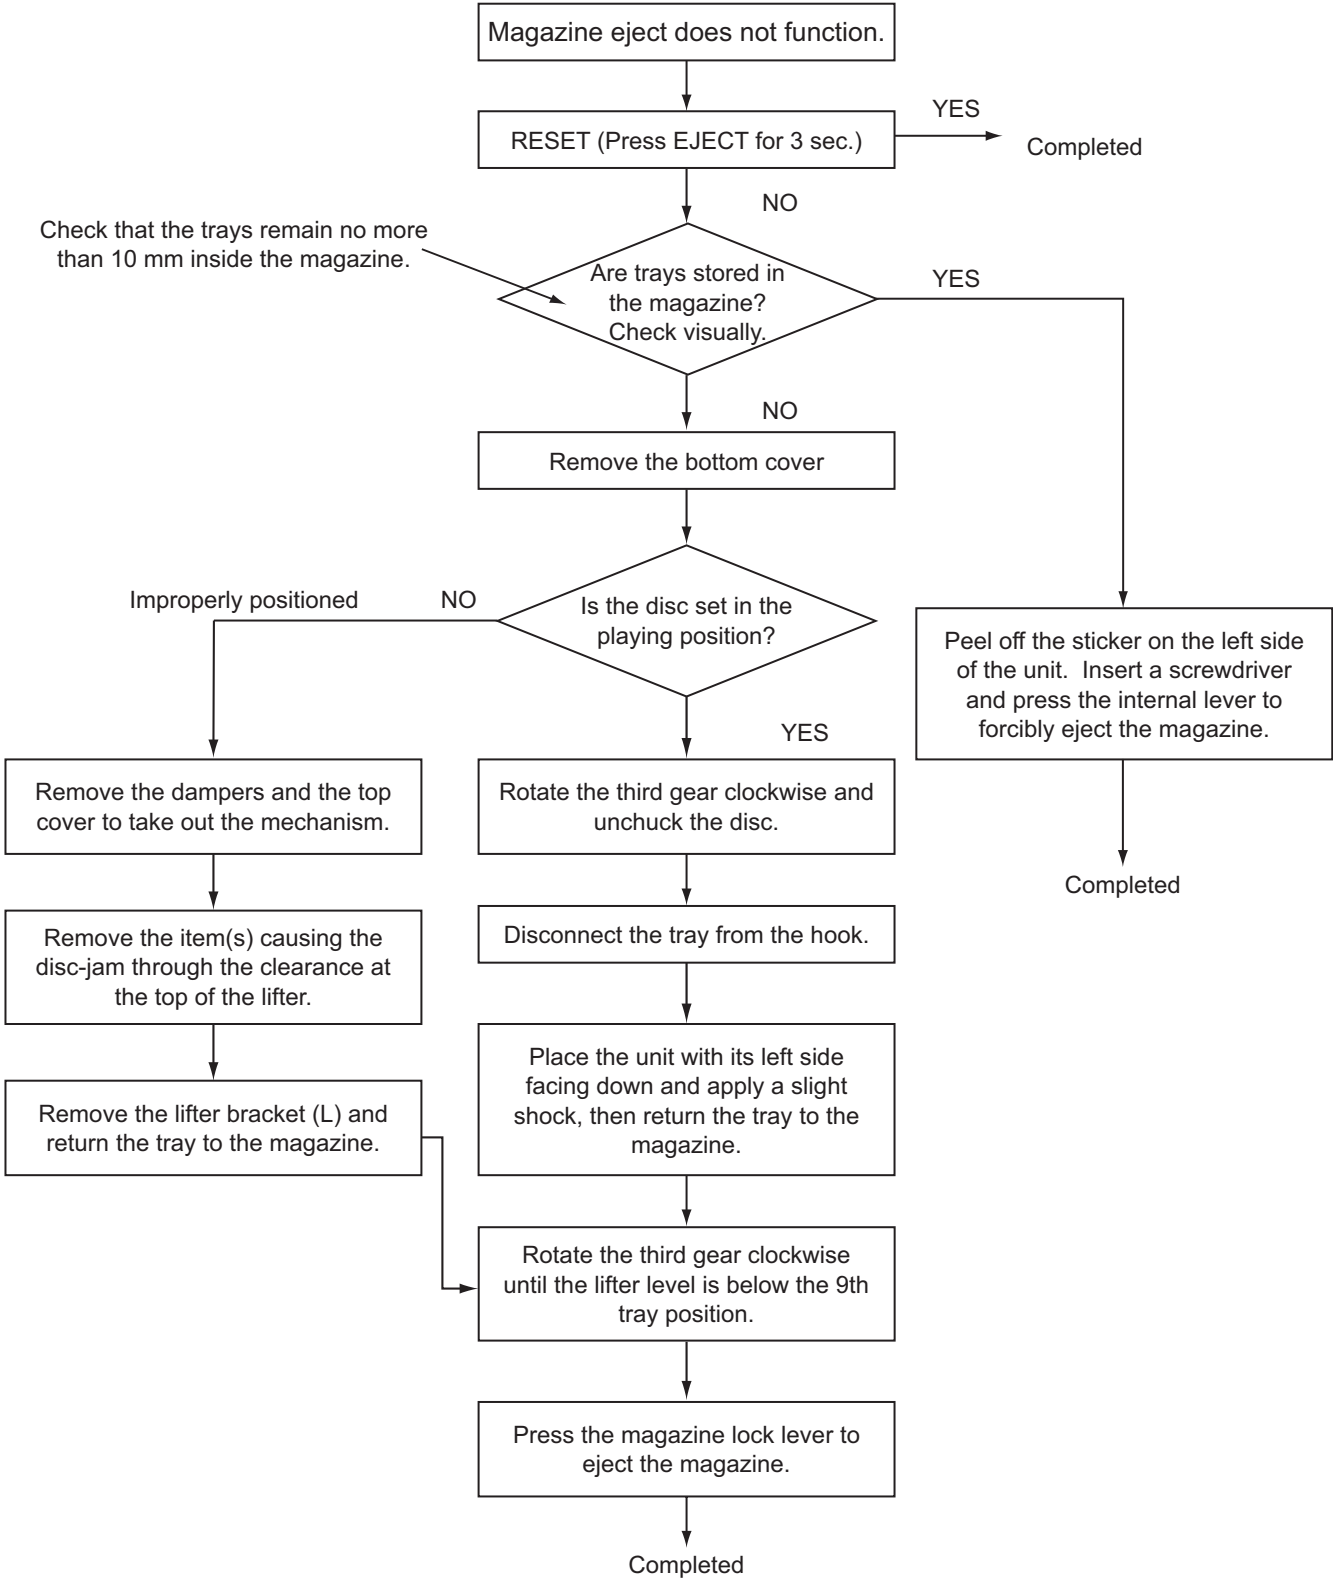 Magazine eject does not function.
RESET (Press EJECT for 3 sec.)
YES
Completed
NO
Check that the trays remain no more
than 10 mm inside the magazine.
Are trays stored in
the magazine?
Check visually.
YES
NO
Remove the bottom cover
Is the disc set in the
playing position?
Improperly positioned
NO
YES
Peel off the sticker on the left side
of the unit.  Insert a screwdriver
and press the internal lever to
forcibly eject the magazine.
Completed
Remove the dampers and the top
cover to take out the mechanism.
Remove the item(s) causing the
disc-jam through the clearance at
the top of the lifter.
Remove the lifter bracket (L) and
return the tray to the magazine.
Rotate the third gear clockwise and
unchuck the disc.
Disconnect the tray from the hook.
Place the unit with its left side
facing down and apply a slight
shock, then return the tray to the
magazine.
Rotate the third gear clockwise
until the lifter level is below the 9th
tray position.
Press the magazine lock lever to
eject the magazine.
Completed